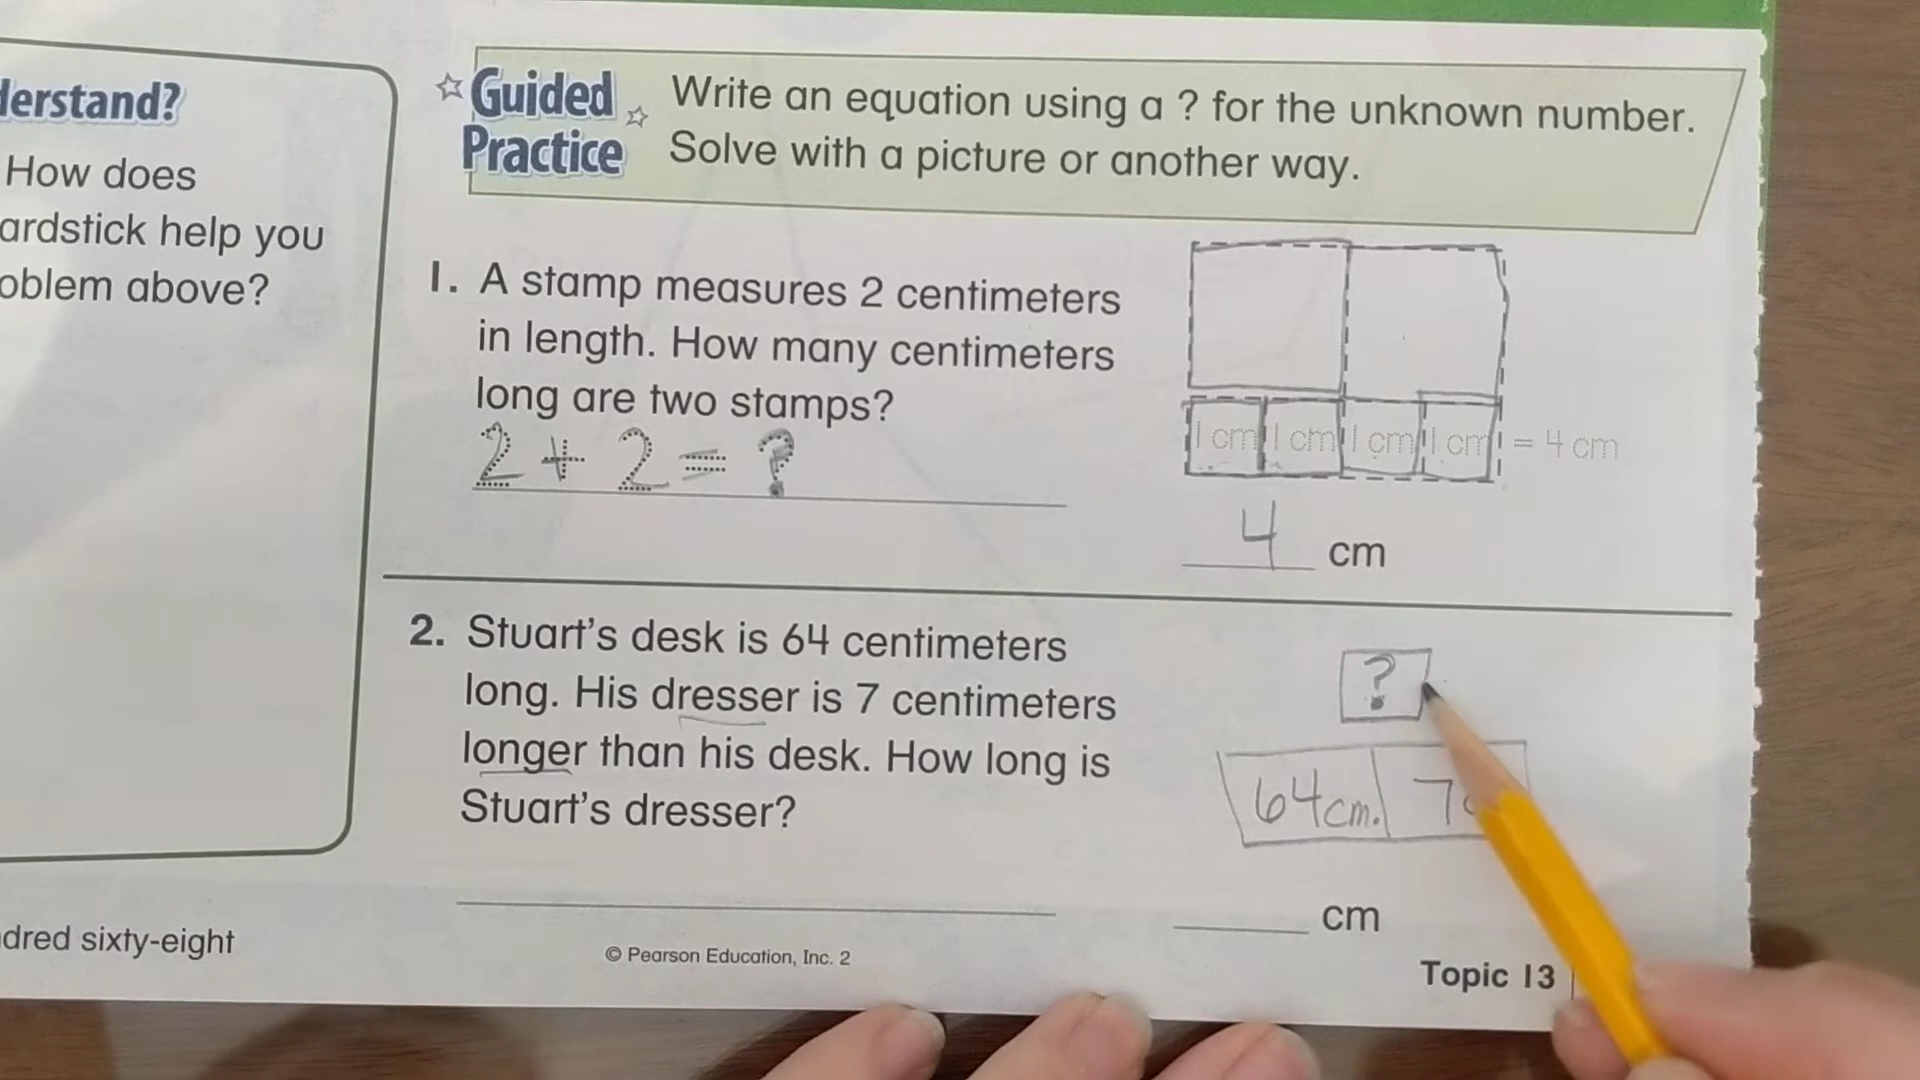 derstand?
How does
ardstick help you
oblem above?
dred sixty-eight
Guided
Practice
Write an equation using a ? for the unknown number.
Solve with a picture or another way.
1. A stamp measures 2 centimeters
in length. How many centimeters
long are two stamps?
2 + 2 = ?
1 cm 1 cm 1 cm 1 cm = 4 cm
4 cm
2. Stuart's desk is 64 centimeters
long. His dresser is 7 centimeters
longer than his desk. How long is
Stuart's dresser?
?
64cm. 7
cm
© Pearson Education, Inc. 2
Topic 13